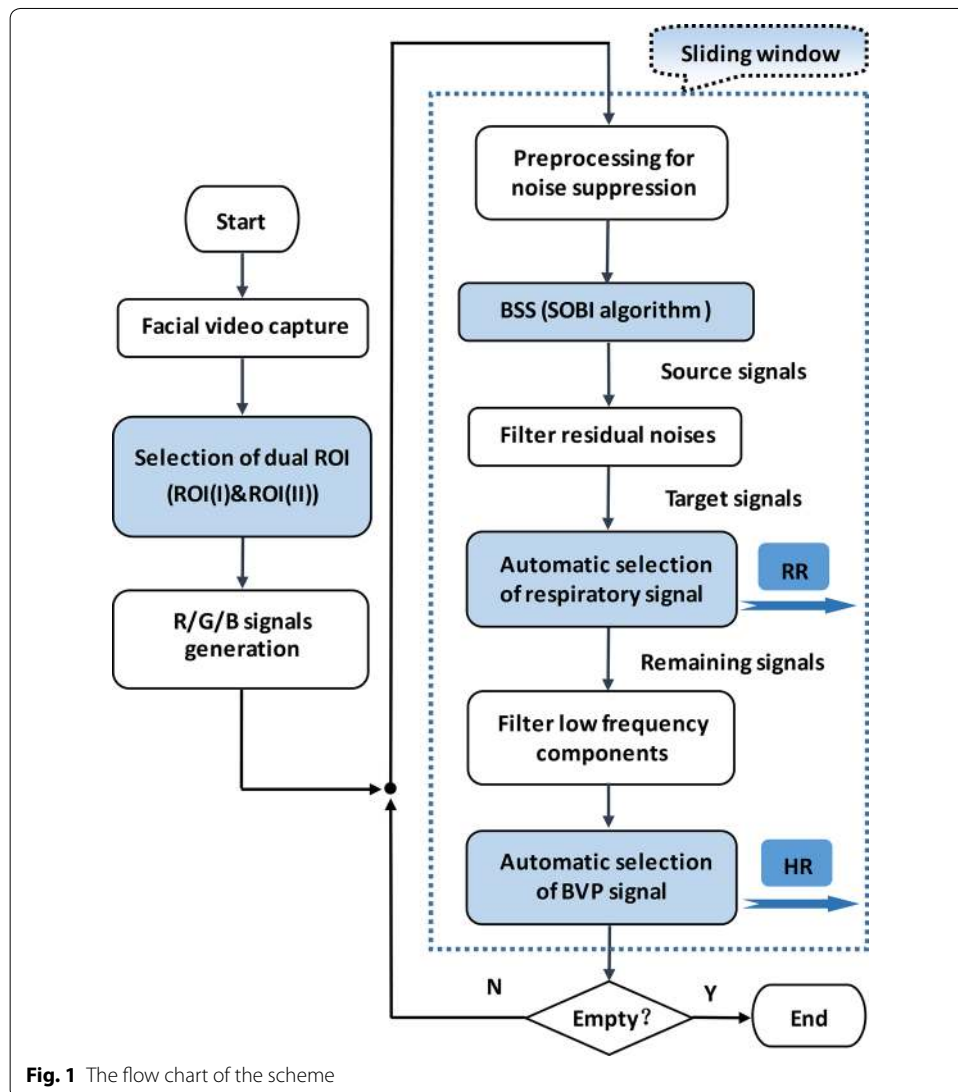 Start
Facial video capture
Selection of dual ROI
(ROI(I)&ROI(II))
R/G/B signals
generation
Sliding window
Preprocessing for
noise suppression
BSS (SOBI algorithm)
Source signals
Filter residual noises
Target signals
Automatic selection
of respiratory signal
RR
Remaining signals
Filter low frequency
components
Automatic selection
of BVP signal
HR
N
Empty?
Y
End
Fig. 1 The flow chart of the scheme